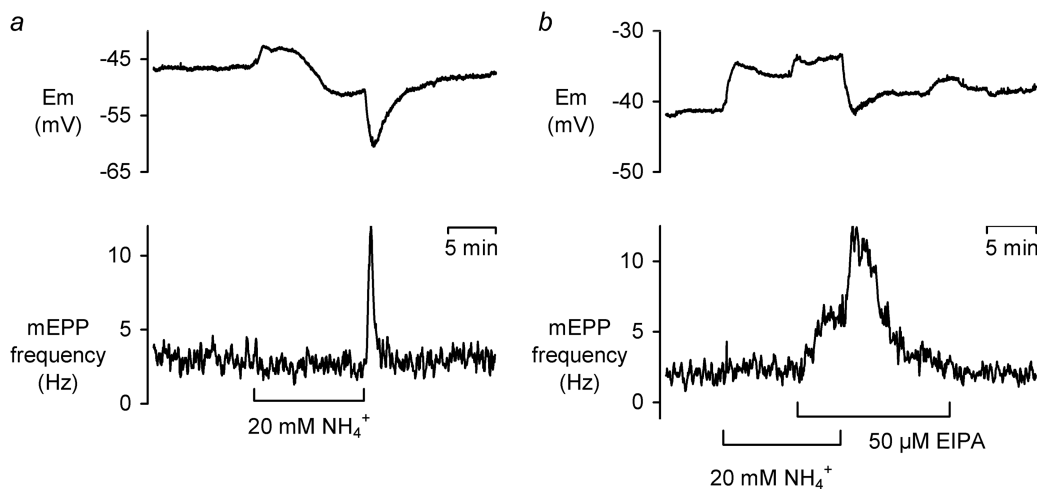 a
-45
-55
-65
Em
(mV)
10
5
0
mEPP
frequency
(Hz)
5 min
20 mM NH₄⁺
b
-30
-40
-50
Em
(mV)
10
5
0
mEPP
frequency
(Hz)
5 min
50 µM EIPA
20 mM NH₄⁺